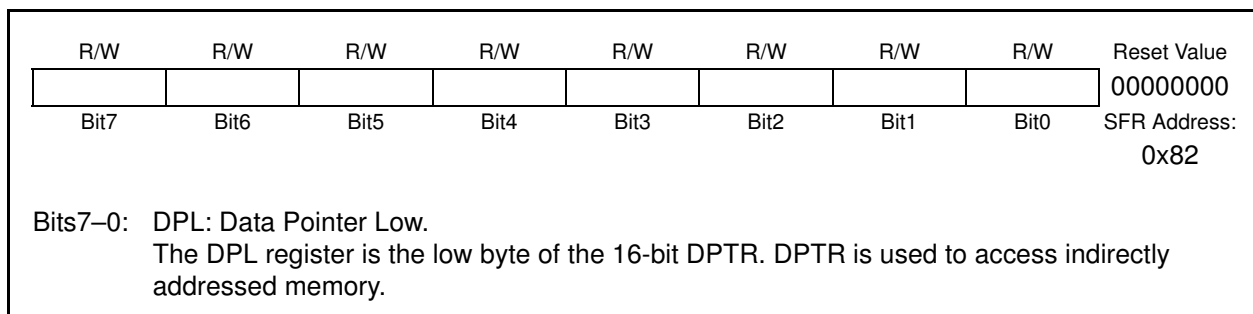 R/W R/W R/W R/W R/W R/W R/W R/W Reset Value
00000000
Bit7 Bit6 Bit5 Bit4 Bit3 Bit2 Bit1 Bit0 SFR Address:
0x82
Bits7–0: DPL: Data Pointer Low.
The DPL register is the low byte of the 16-bit DPTR. DPTR is used to access indirectly
addressed memory.